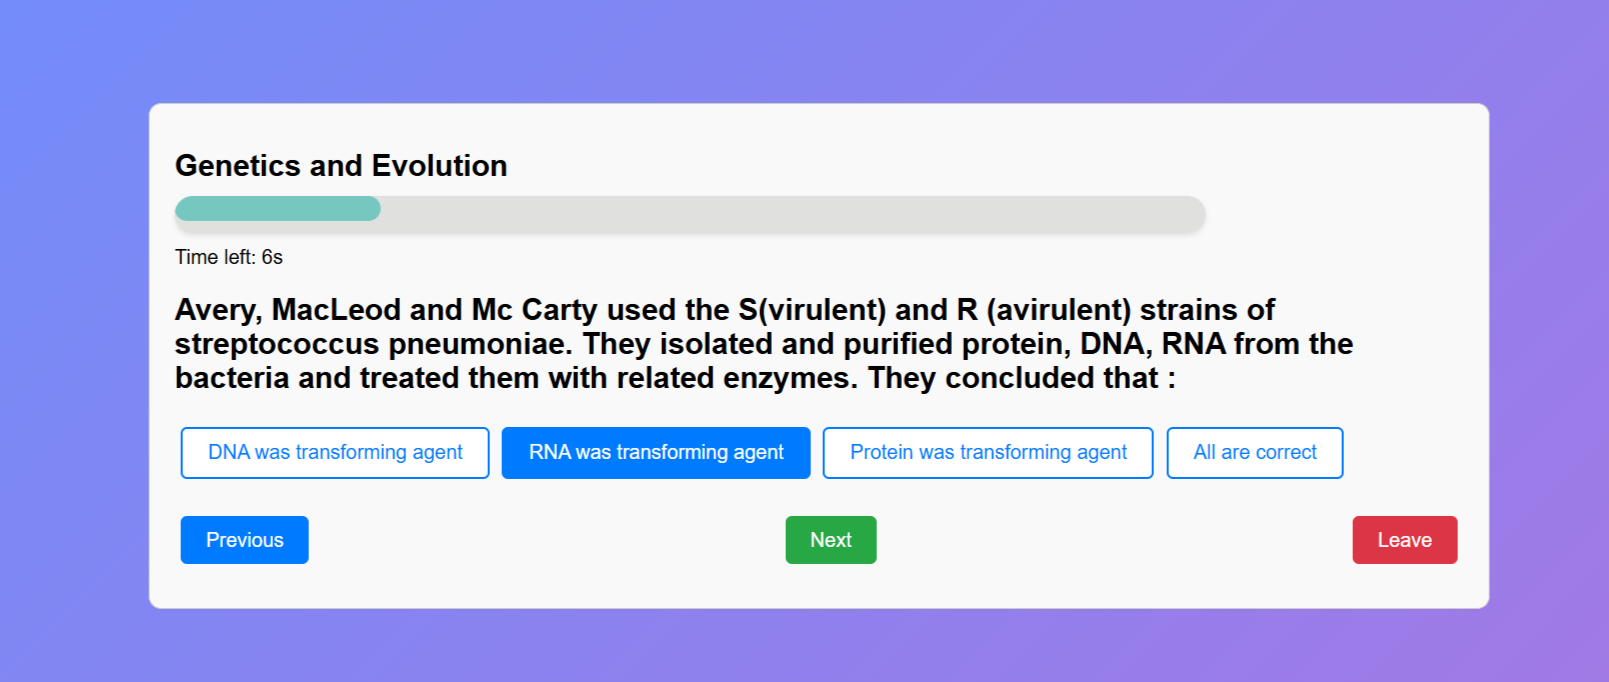 Genetics and Evolution
Time left: 6s
Avery, MacLeod and Mc Carty used the S(virulent) and R (avirulent) strains of
streptococcus pneumoniae. They isolated and purified protein, DNA, RNA from the
bacteria and treated them with related enzymes. They concluded that :
DNA was transforming agent RNA was transforming agent Protein was transforming agent All are correct
Previous Next Leave